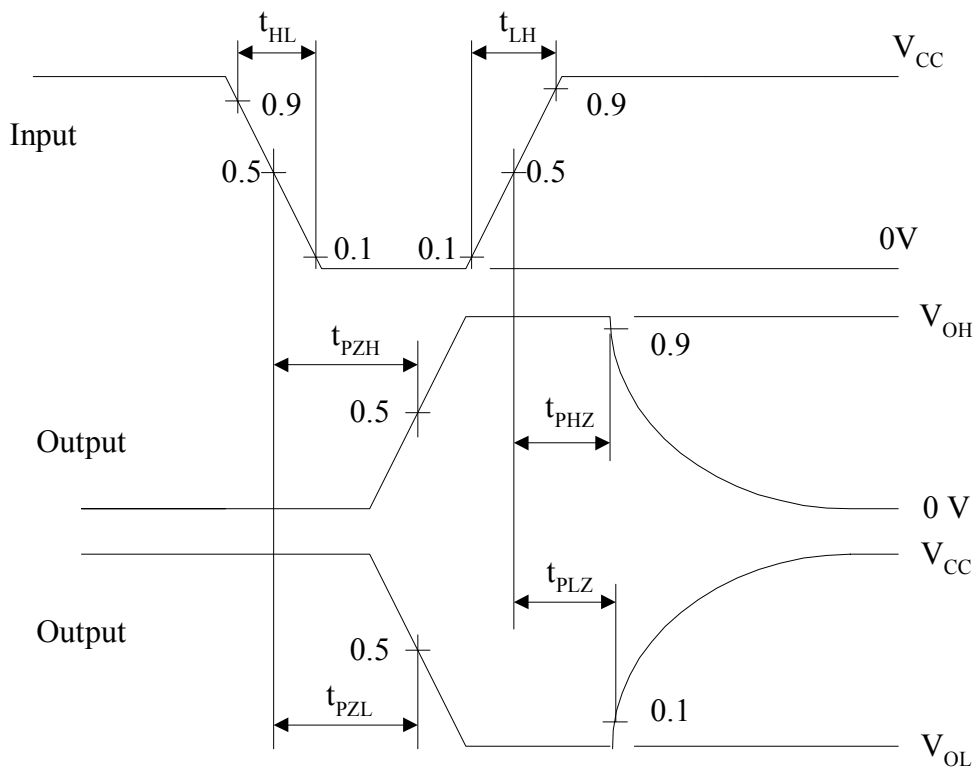 t_HL
t_LH
V_CC
0.9
0.9
Input
0.5
0.5
0.1
0.1
0V
V_OH
t_PZH
0.9
0.5
t_PHZ
Output
0 V
V_CC
t_PLZ
Output
0.5
t_PZL
0.1
V_OL